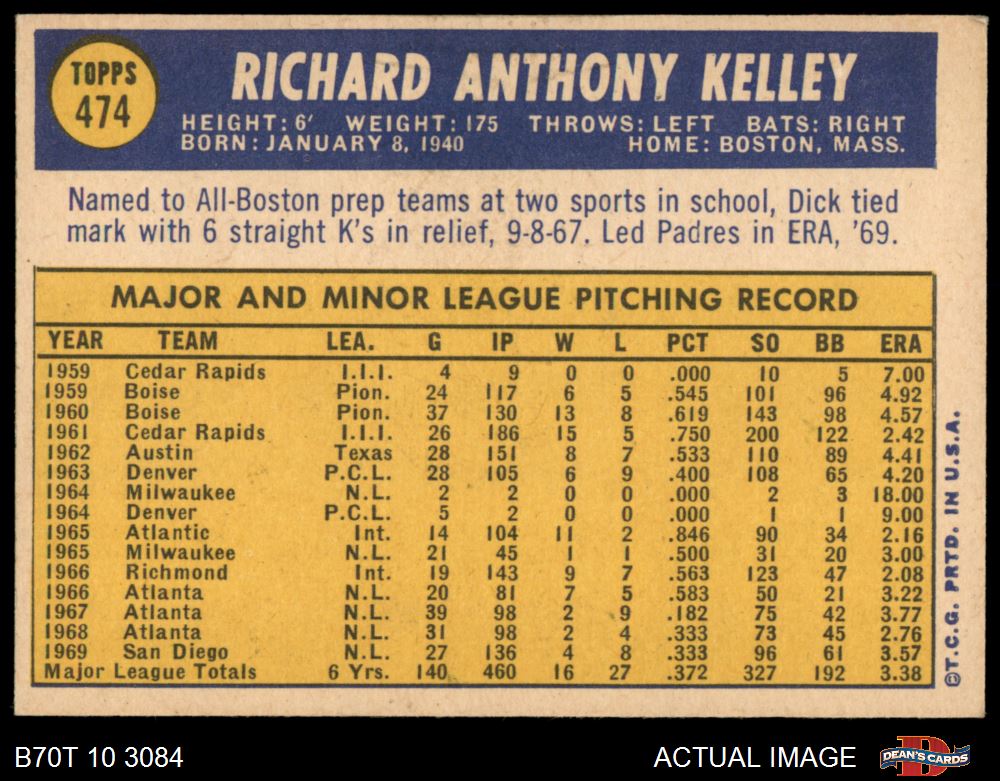 TOPPS
474
RICHARD ANTHONY KELLEY
HEIGHT: 6' WEIGHT: 175 THROWS: LEFT BATS: RIGHT
BORN: JANUARY 8, 1940 HOME: BOSTON, MASS.
Named to All-Boston prep teams at two sports in school, Dick tied
mark with 6 straight K's in relief, 9-8-67. Led Padres in ERA, '69.
MAJOR AND MINOR LEAGUE PITCHING RECORD
YEAR TEAM LEA. G IP W L PCT SO BB ERA
1959 Cedar Rapids I.I.I. 4 9 0 0 .000 10 5 7.00
1959 Boise Pion. 24 117 6 5 .545 101 96 4.92
1960 Boise Pion. 37 130 13 8 .619 143 98 4.57
1961 Cedar Rapids I.I.I. 26 186 15 5 .750 200 122 2.42
1962 Austin Texas 28 151 8 7 .533 110 89 4.41
1963 Denver P.C.L. 28 105 6 9 .400 108 65 4.20
1964 Milwaukee N.L. 2 2 0 0 .000 2 3 18.00
1964 Denver P.C.L. 5 2 0 0 .000 1 1 9.00
1965 Atlantic Int. 14 104 11 2 .846 90 34 2.16
1965 Milwaukee N.L. 21 45 1 1 .500 31 20 3.00
1966 Richmond Int. 19 143 9 7 .563 123 47 2.08
1966 Atlanta N.L. 20 81 7 5 .583 50 21 3.22
1967 Atlanta N.L. 39 98 2 9 .182 75 42 3.77
1968 Atlanta N.L. 31 98 2 4 .333 73 45 2.76
1969 San Diego N.L. 27 136 4 8 .333 96 61 3.57
Major League Totals 6 Yrs. 140 460 16 27 .372 327 192 3.38
©T.C.G. PRTD. IN U.S.A.
B70T 10 3084
ACTUAL IMAGE
D
DEAN'S CARDS